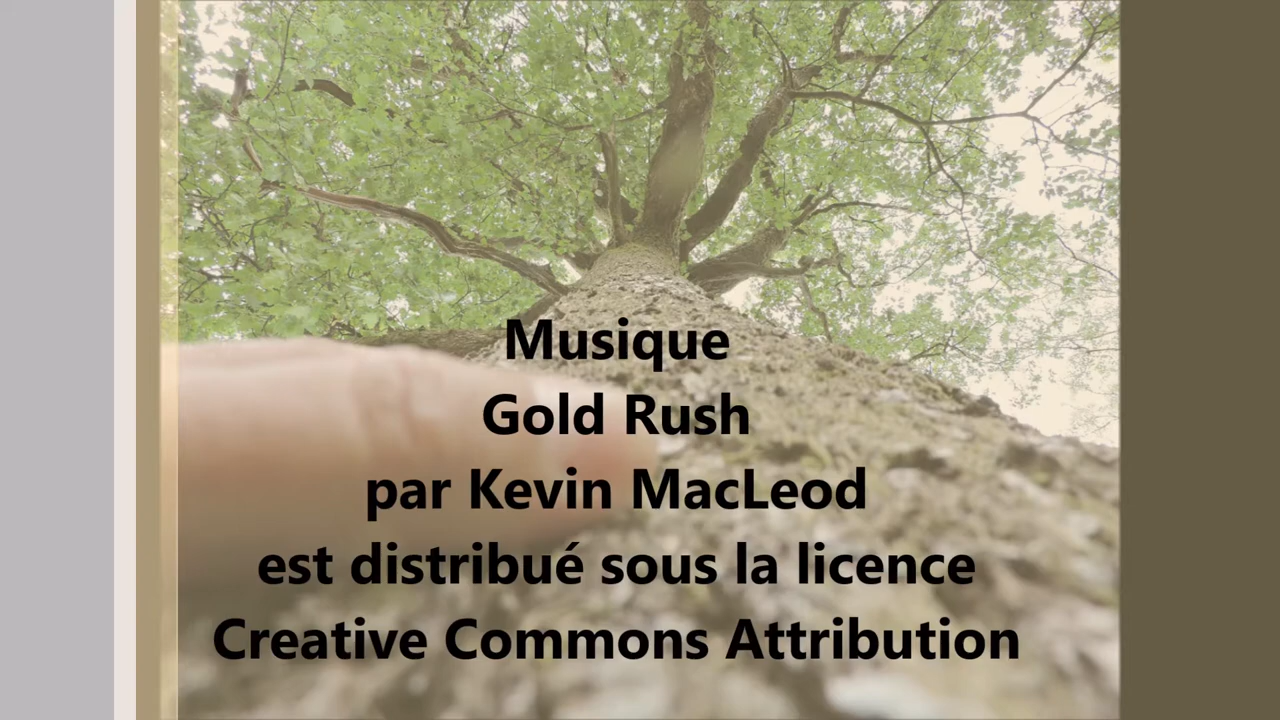 Musique
Gold Rush
par Kevin MacLeod
est distribué sous la licence
Creative Commons Attribution